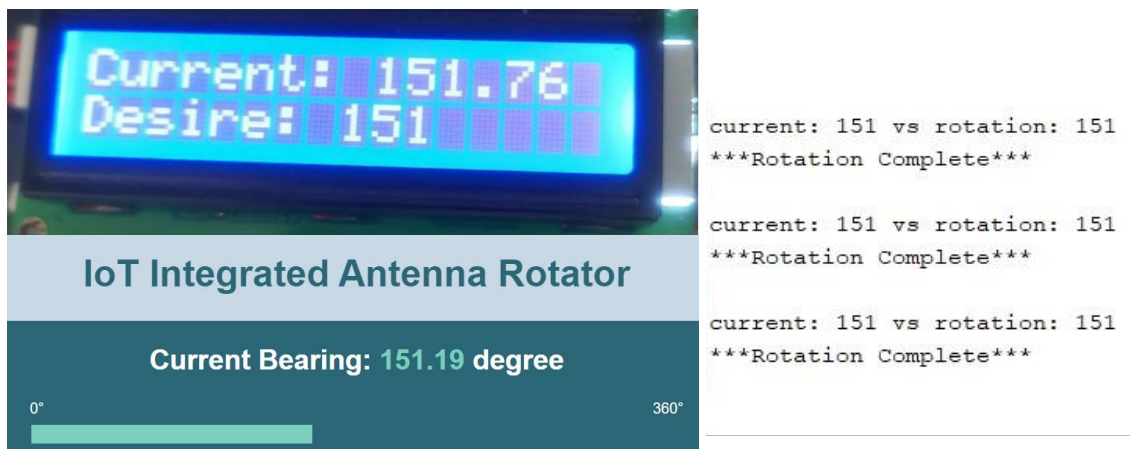 Current: 151.76
Desire: 151
IoT Integrated Antenna Rotator
Current Bearing: 151.19 degree
0° 360°
current: 151 vs rotation: 151
***Rotation Complete***
current: 151 vs rotation: 151
***Rotation Complete***
current: 151 vs rotation: 151
***Rotation Complete***